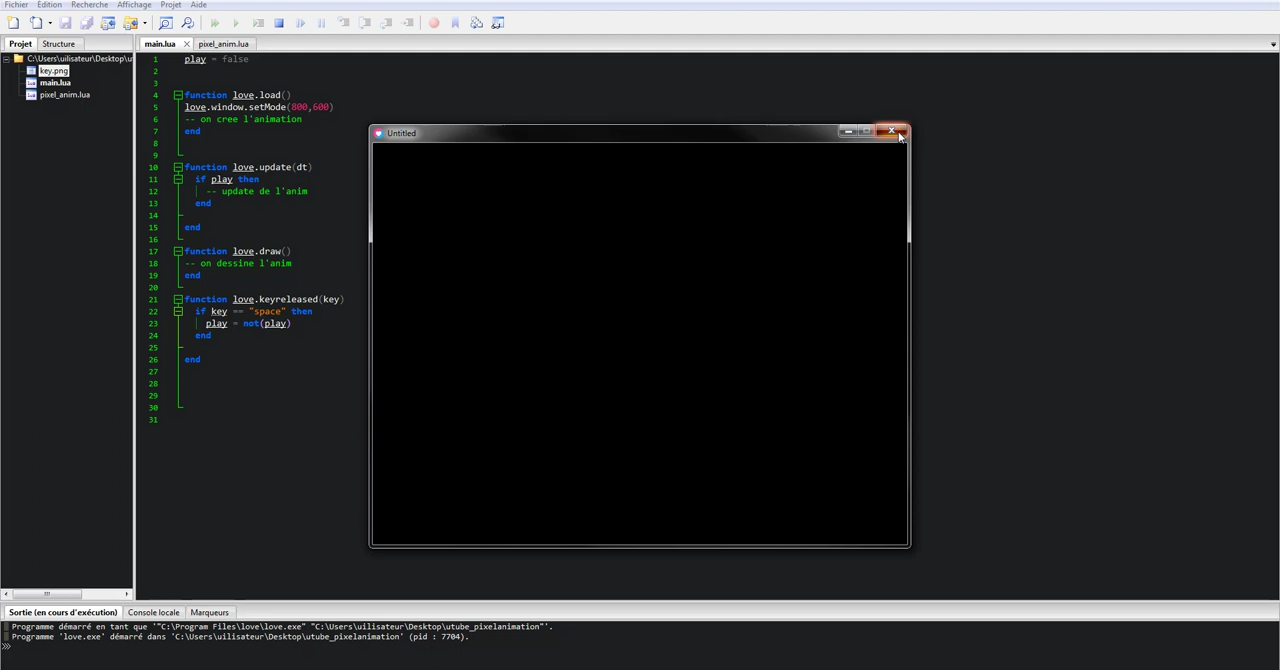 Fichier Édition Recherche Affichage Projet Aide
Projet Structure
main.lua pixel_anim.lua
C:\Users\uilisateur\Desktop\u
key.png
main.lua
pixel_anim.lua
1 play = false
2
3
4 function love.load()
5 love.window.setMode(800,600)
6 -- on cree l'animation
7 end
8
9
10 function love.update(dt)
11 if play then
12 -- update de l'anim
13 end
14
15 end
16
17 function love.draw()
18 -- on dessine l'anim
19 end
20
21 function love.keyreleased(key)
22 if key == "space" then
23 play = not(play)
24 end
25
26 end
27
28
29
30
31
Untitled
Sortie (en cours d'exécution) Console locale Marqueurs
Programme démarré en tant que '"C:\Program Files\love\love.exe" "C:\Users\uilisateur\Desktop\utube_pixelanimation"'.
Programme 'love.exe' démarré dans 'C:\Users\uilisateur\Desktop\utube_pixelanimation' (pid : 7704).